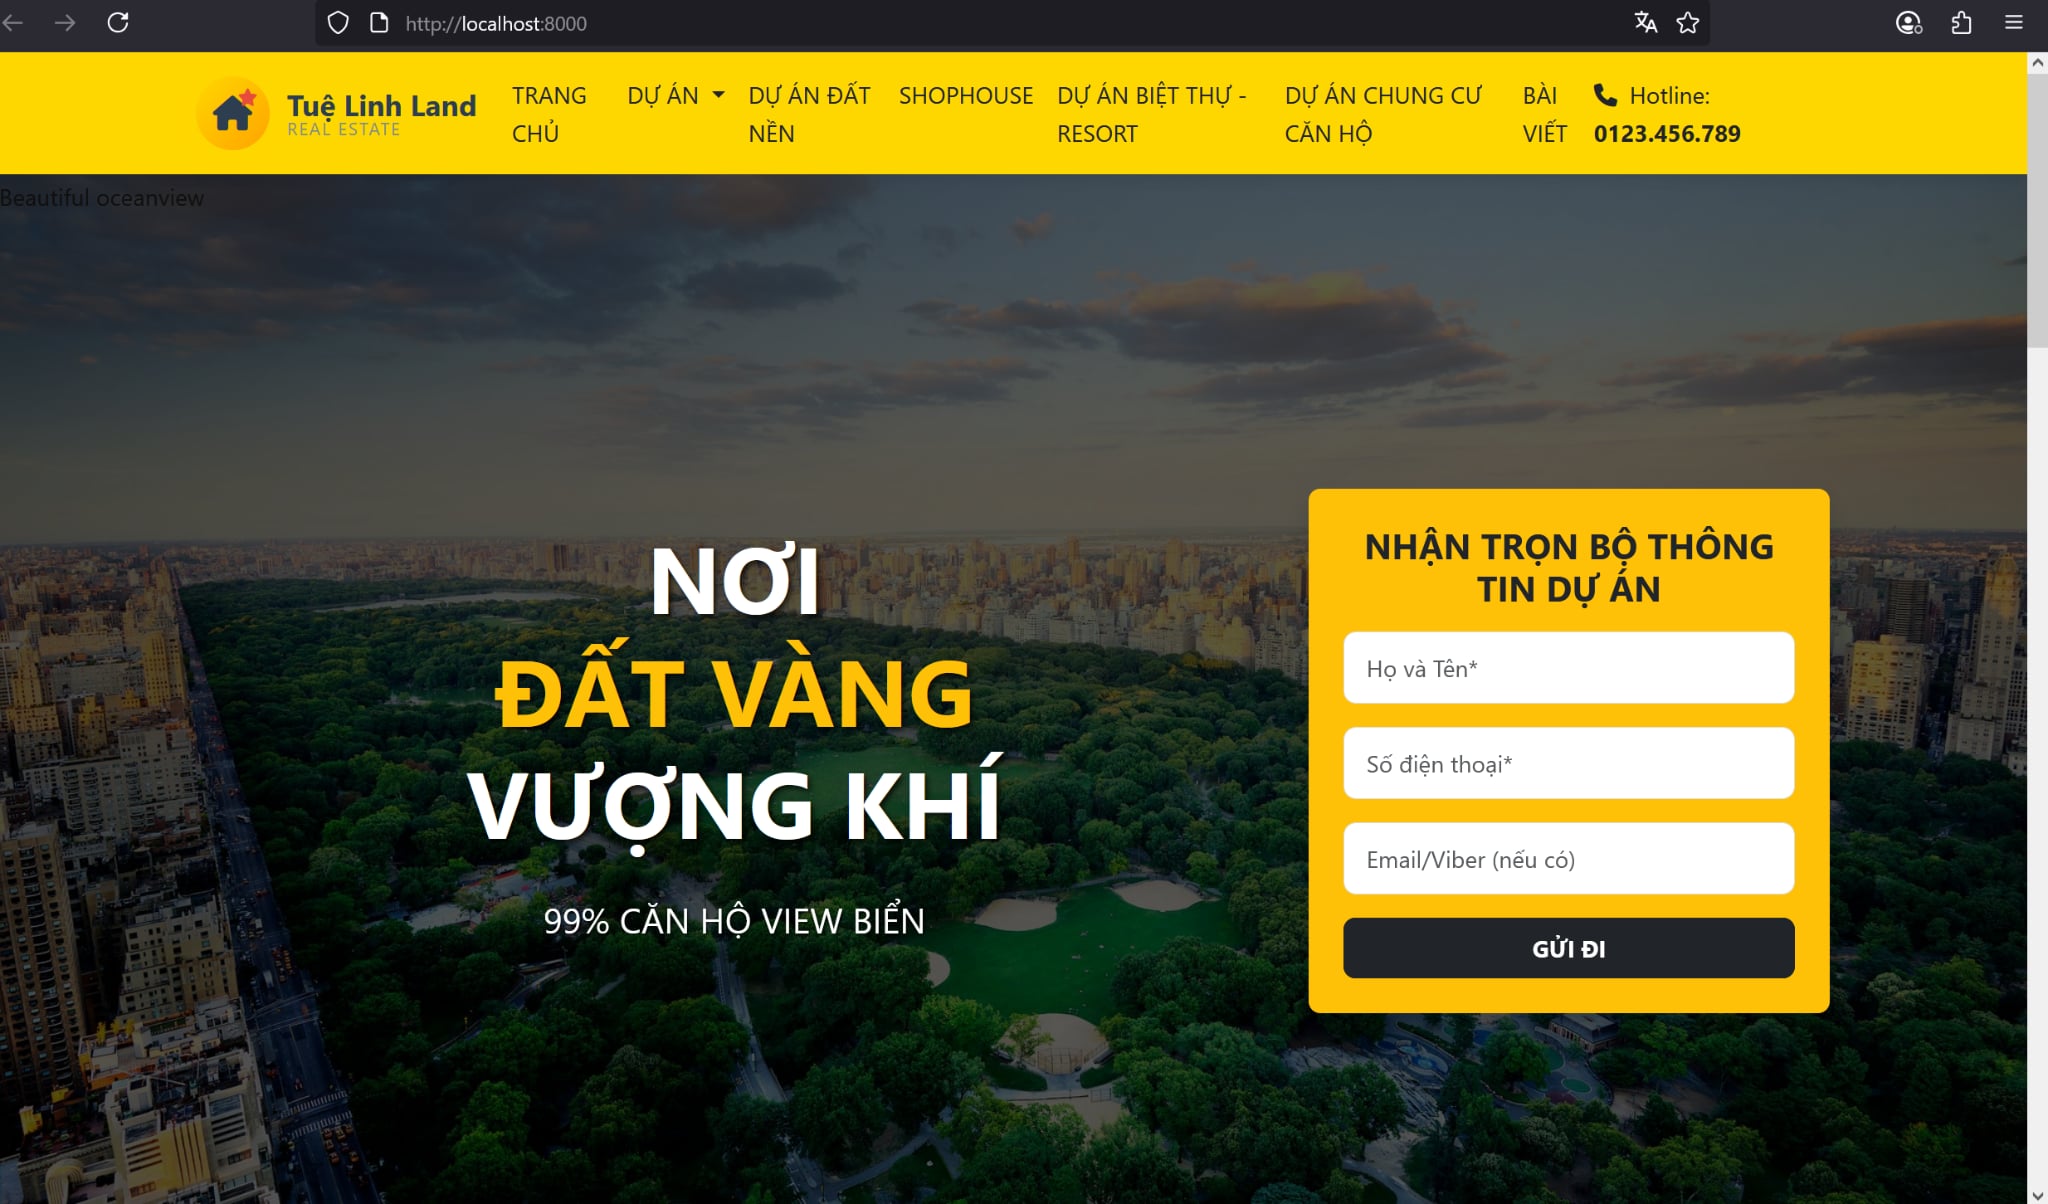 http://localhost:8000
Tuệ Linh Land
REAL ESTATE
TRANG CHỦ
DỰ ÁN
DỰ ÁN ĐẤT NỀN
SHOPHOUSE
DỰ ÁN BIỆT THỰ - RESORT
DỰ ÁN CHUNG CƯ CĂN HỘ
BÀI VIẾT
Hotline:
0123.456.789
Beautiful oceanview
NƠI
ĐẤT VÀNG
VƯỢNG KHÍ
99% CĂN HỘ VIEW BIỂN
NHẬN TRỌN BỘ THÔNG
TIN DỰ ÁN
Họ và Tên*
Số điện thoại*
Email/Viber (nếu có)
GỬI ĐI